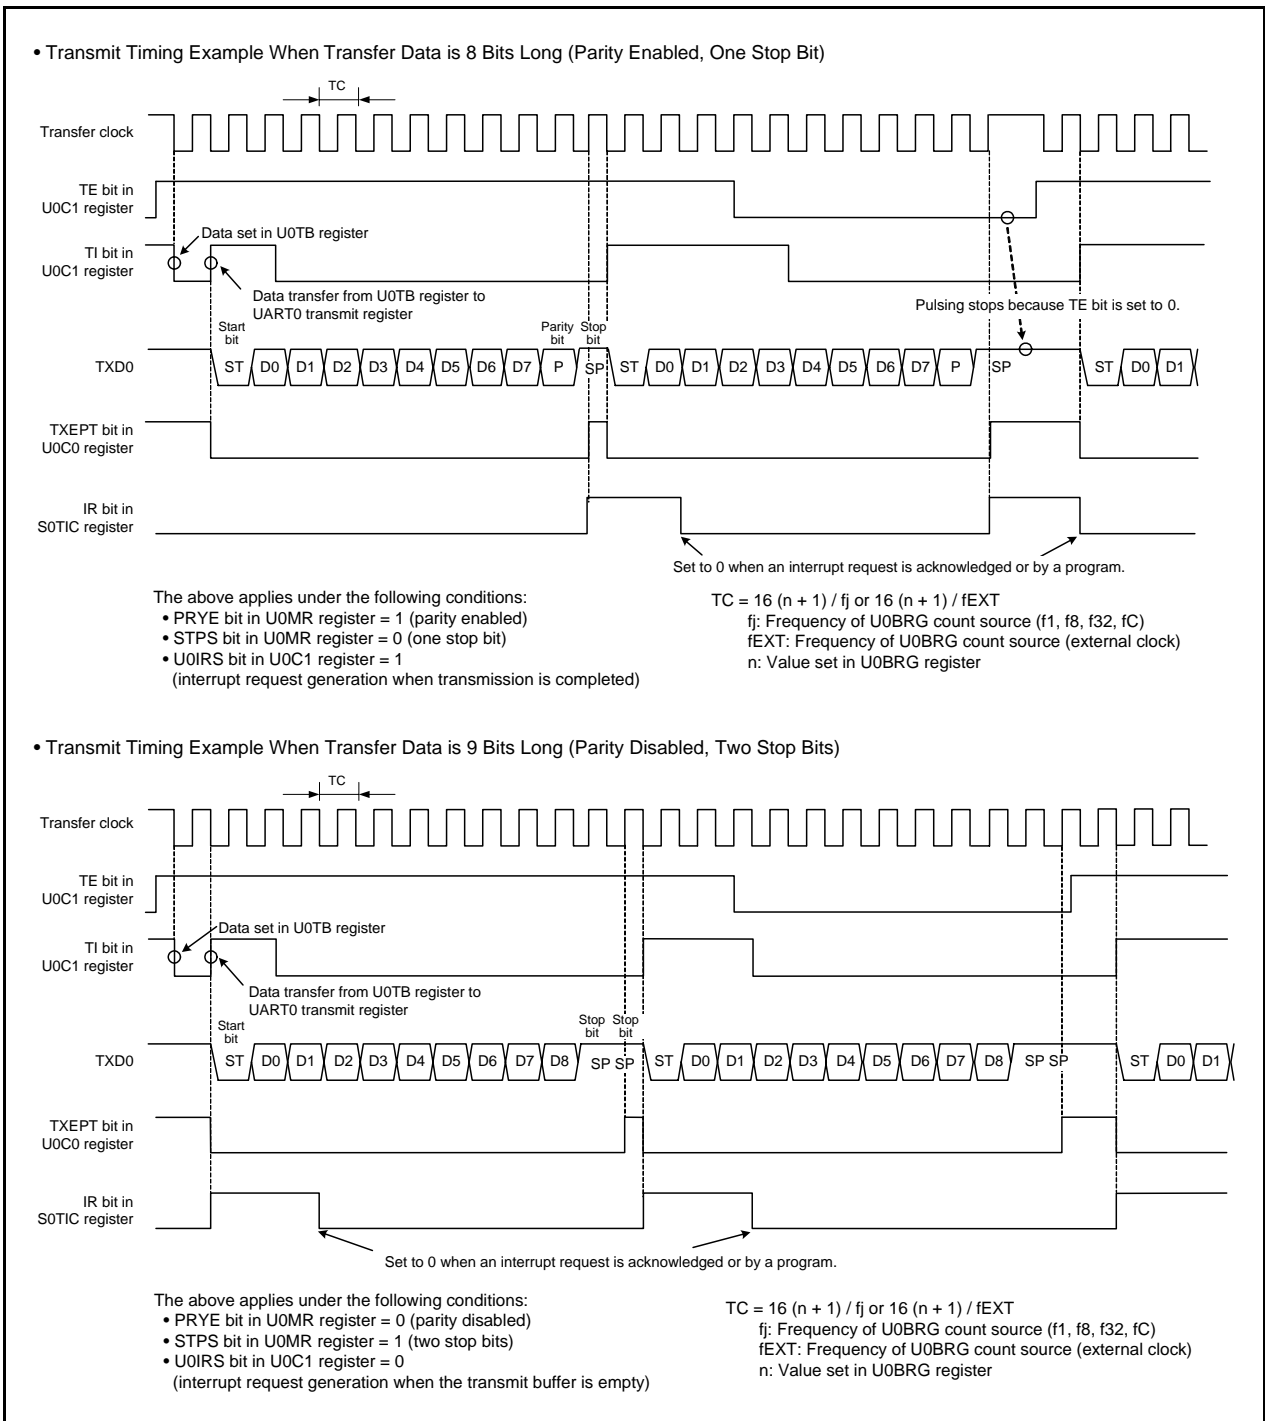 • Transmit Timing Example When Transfer Data is 8 Bits Long (Parity Enabled, One Stop Bit)
TC
Transfer clock
TE bit in
U0C1 register
Data set in U0TB register
TI bit in
U0C1 register
Data transfer from U0TB register to
UART0 transmit register
Pulsing stops because TE bit is set to 0.
Start
bit
Parity
bit
Stop
bit
TXD0
ST D0 D1 D2 D3 D4 D5 D6 D7 P SP ST D0 D1 D2 D3 D4 D5 D6 D7 P SP ST D0 D1
TXEPT bit in
U0C0 register
IR bit in
S0TIC register
Set to 0 when an interrupt request is acknowledged or by a program.
The above applies under the following conditions:
• PRYE bit in U0MR register = 1 (parity enabled)
• STPS bit in U0MR register = 0 (one stop bit)
• U0IRS bit in U0C1 register = 1
(interrupt request generation when transmission is completed)
TC = 16 (n + 1) / fj or 16 (n + 1) / fEXT
fj: Frequency of U0BRG count source (f1, f8, f32, fC)
fEXT: Frequency of U0BRG count source (external clock)
n: Value set in U0BRG register
• Transmit Timing Example When Transfer Data is 9 Bits Long (Parity Disabled, Two Stop Bits)
TC
Transfer clock
TE bit in
U0C1 register
Data set in U0TB register
TI bit in
U0C1 register
Data transfer from U0TB register to
UART0 transmit register
Start
bit
Stop
bit
Stop
bit
TXD0
ST D0 D1 D2 D3 D4 D5 D6 D7 D8 SP SP ST D0 D1 D2 D3 D4 D5 D6 D7 D8 SP SP ST D0 D1
TXEPT bit in
U0C0 register
IR bit in
S0TIC register
Set to 0 when an interrupt request is acknowledged or by a program.
The above applies under the following conditions:
• PRYE bit in U0MR register = 0 (parity disabled)
• STPS bit in U0MR register = 1 (two stop bits)
• U0IRS bit in U0C1 register = 0
(interrupt request generation when the transmit buffer is empty)
TC = 16 (n + 1) / fj or 16 (n + 1) / fEXT
fj: Frequency of U0BRG count source (f1, f8, f32, fC)
fEXT: Frequency of U0BRG count source (external clock)
n: Value set in U0BRG register